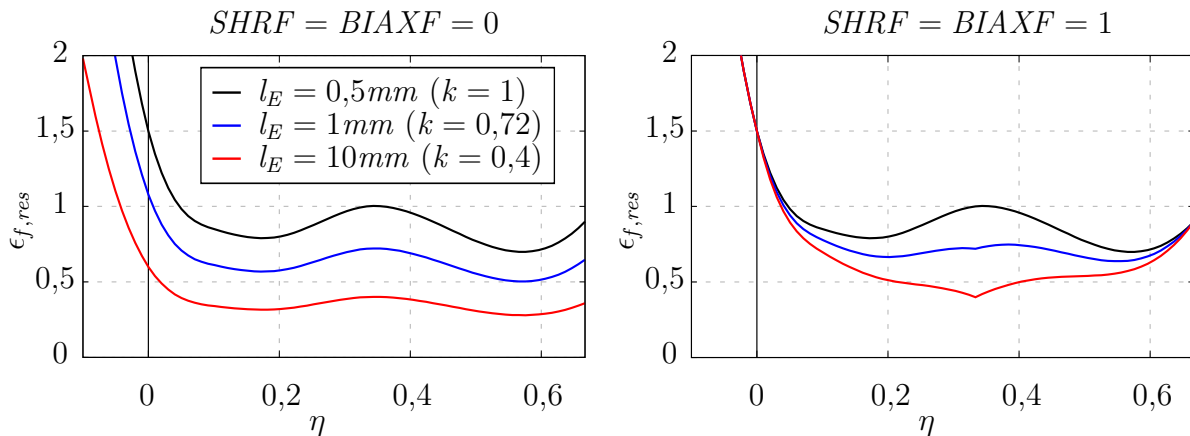 SHRF = BIAXF = 0
SHRF = BIAXF = 1
2
1,5
1
0,5
0
ϵf,res
l_E = 0,5mm (k = 1)
l_E = 1mm (k = 0,72)
l_E = 10mm (k = 0,4)
0 0,2 0,4 0,6
η
2
1,5
1
0,5
0
ϵf,res
0 0,2 0,4 0,6
η